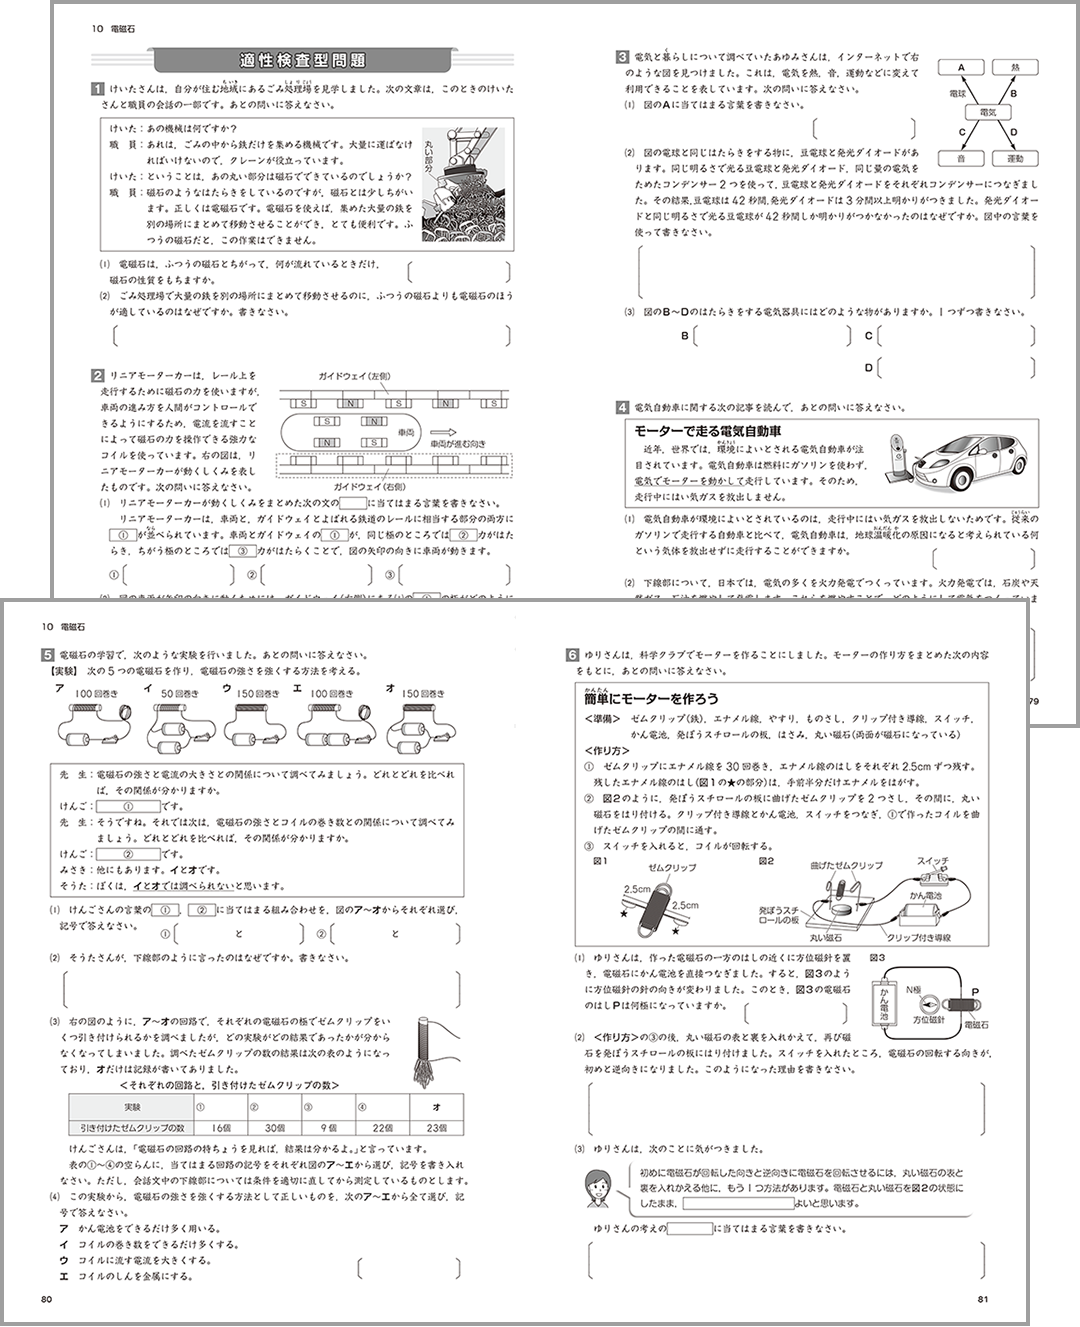 10 電磁石
適性検査型問題
1 けいたさんは，自分が住む地域にあるごみ処理場を見学しました。次の文章は，このときのけいた
さんと職員の会話の一部です。あとの問いに答えなさい。
けいた：あの機械は何ですか？
職　員：あれは，ごみの中から鉄だけを集める機械です。大量に運ばなけ
ればいけないので，クレーンが役立っています。
けいた：ということは，あの丸い部分は磁石でできているのでしょうか？
職　員：磁石のようなはたらきをしているのですが，磁石とは少しちがい
ます。正しくは電磁石です。電磁石を使えば，集めた大量の鉄を
別の場所にまとめて移動させることができ，とても便利です。ふ
つうの磁石だと，この作業はできません。
丸い部分
(1) 電磁石は，ふつうの磁石とちがって，何が流れているときだけ，
磁石の性質をもちますか。
(2) ごみ処理場で大量の鉄を別の場所にまとめて移動させるのに，ふつうの磁石よりも電磁石のほう
が適しているのはなぜですか。書きなさい。
2 リニアモーターカーは，レール上を
走行するために磁石の力を使いますが，
車両の進み方を人間がコントロールで
きるようにするため，電流を流すこと
によって磁石の力を操作できる強力な
コイルを使っています。右の図は，リ
ニアモーターカーが動くしくみを表し
たものです。次の問いに答えなさい。
ガイドウェイ(左側)
S N S N S
S N
N S
車両
車両が進む向き
ガイドウェイ(右側)
(1) リニアモーターカーが動くしくみをまとめた次の文の　に当てはまる言葉を書きなさい。
リニアモーターカーは，車両と，ガイドウェイとよばれる鉄道のレールに相当する部分の両方に
①が並べられています。車両とガイドウェイの①が，同じ極のところでは②力がはた
らき，ちがう極のところでは③力がはたらくことで，図の矢印の向きに車両が動きます。
① ② ③
3 電気と暮らしについて調べていたあゆみさんは，インターネットで右
のような図を見つけました。これは，電気を熱，音，運動などに変えて
利用できることを表しています。次の問いに答えなさい。
(1) 図のAに当てはまる言葉を書きなさい。
A 熱
電球 B
電気
C D
音 運動
(2) 図の電球と同じはたらきをする物に，豆電球と発光ダイオードがあ
ります。同じ明るさで光る豆電球と発光ダイオード，同じ量の電気を
ためたコンデンサー2つを使って，豆電球と発光ダイオードをそれぞれコンデンサーにつなぎまし
た。その結果，豆電球は42秒間，発光ダイオードは3分間以上明かりがつきました。発光ダイオー
ドと同じ明るさで光る豆電球が42秒間しか明かりがつかなかったのはなぜですか。図中の言葉を
使って書きなさい。
(3) 図のB〜Dのはたらきをする電気器具にはどのような物がありますか。1つずつ書きなさい。
B C
D
4 電気自動車に関する次の記事を読んで，あとの問いに答えなさい。
モーターで走る電気自動車
近年，世界では，環境によいとされる電気自動車が注
目されています。電気自動車は燃料にガソリンを使わず，
電気でモーターを動かして走行しています。そのため，
走行中にはい気ガスを放出しません。
(1) 電気自動車が環境によいとされているのは，走行中にはい気ガスを放出しないためです。従来の
ガソリンで走行する自動車と比べて，電気自動車は，地球温暖化の原因になると考えられている何
という気体を放出せずに走行することができますか。
(2) 下線部について，日本では，電気の多くを火力発電でつくっています。火力発電では，石炭や天
79
10 電磁石
5 電磁石の学習で，次のような実験を行いました。あとの問いに答えなさい。
【実験】 次の5つの電磁石を作り，電磁石の強さを強くする方法を考える。
ア 100回巻き イ 50回巻き ウ 150回巻き エ 100回巻き オ 150回巻き
先　生：電磁石の強さと電流の大きさとの関係について調べてみましょう。どれとどれを比べれ
ば，その関係が分かりますか。
けんご：①です。
先　生：そうですね。それでは次は，電磁石の強さとコイルの巻き数との関係について調べてみ
ましょう。どれとどれを比べれば，その関係が分かりますか。
けんご：②です。
みさき：他にもあります。イとオです。
そうた：ぼくは，イとオでは調べられないと思います。
(1) けんごさんの言葉の①，②に当てはまる組み合わせを，図のア〜オからそれぞれ選び，
記号で答えなさい。
① と ② と
(2) そうたさんが，下線部のように言ったのはなぜですか。書きなさい。
(3) 右の図のように，ア〜オの回路で，それぞれの電磁石の極でゼムクリップをい
くつ引き付けられるかを調べましたが，どの実験がどの結果であったかが分から
なくなってしまいました。調べたゼムクリップの数の結果は次の表のようになっ
ており，オだけは記録が書いてありました。
＜それぞれの回路と，引き付けたゼムクリップの数＞
実験 ① ② ③ ④ オ
引き付けたゼムクリップの数 16個 30個 9個 22個 23個
けんごさんは，「電磁石の回路の特ちょうを見れば，結果は分かるよ。」と言っています。
表の①〜④の空らんに，当てはまる回路の記号をそれぞれ図のア〜エから選び，記号を書き入れ
なさい。ただし，会話文中の下線部については条件を適切に直してから測定しているものとします。
(4) この実験から，電磁石の強さを強くする方法として正しいものを，次のア〜エから全て選び，記
号で答えなさい。
ア かん電池をできるだけ多く用いる。
イ コイルの巻き数をできるだけ多くする。
ウ コイルに流す電流を大きくする。
エ コイルのしんを金属にする。
80
6 ゆりさんは，科学クラブでモーターを作ることにしました。モーターの作り方をまとめた次の内容
をもとに，あとの問いに答えなさい。
簡単にモーターを作ろう
＜準備＞ ゼムクリップ(鉄)，エナメル線，やすり，ものさし，クリップ付き導線，スイッチ，
かん電池，発ぽうスチロールの板，はさみ，丸い磁石(両面が磁石になっている)
＜作り方＞
① ゼムクリップにエナメル線を30回巻き，エナメル線のはしをそれぞれ2.5cmずつ残す。
残したエナメル線のはし(図1の★の部分)は，手前半分だけエナメルをはがす。
② 図2のように，発ぽうスチロールの板に曲げたゼムクリップを2つさし，その間に，丸い
磁石をはり付ける。クリップ付き導線とかん電池，スイッチをつなぎ，①で作ったコイルを曲
げたゼムクリップの間に通す。
③ スイッチを入れると，コイルが回転する。
図1
ゼムクリップ
2.5cm
2.5cm
★
★
図2
曲げたゼムクリップ
スイッチ
かん電池
発ぽうスチ
ロールの板
丸い磁石
クリップ付き導線
(1) ゆりさんは，作った電磁石の一方のはしの近くに方位磁針を置
き，電磁石にかん電池を直接つなぎました。すると，図3のよう
に方位磁針の針の向きが変わりました。このとき，図3の電磁石
のはしPは何極になっていますか。
図3
かん電池
N極
方位磁針
P
電磁石
(2) ＜作り方＞の③の後，丸い磁石の表と裏を入れかえて，再び磁
石を発ぽうスチロールの板にはり付けました。スイッチを入れたところ，電磁石の回転する向きが，
初めと逆向きになりました。このようになった理由を書きなさい。
(3) ゆりさんは，次のことに気がつきました。
初めに電磁石が回転した向きと逆向きに電磁石を回転させるには，丸い磁石の表と
裏を入れかえる他に，もう1つ方法があります。電磁石と丸い磁石を図2の状態に
したまま，　よいと思います。
ゆりさんの考えの　に当てはまる言葉を書きなさい。
81